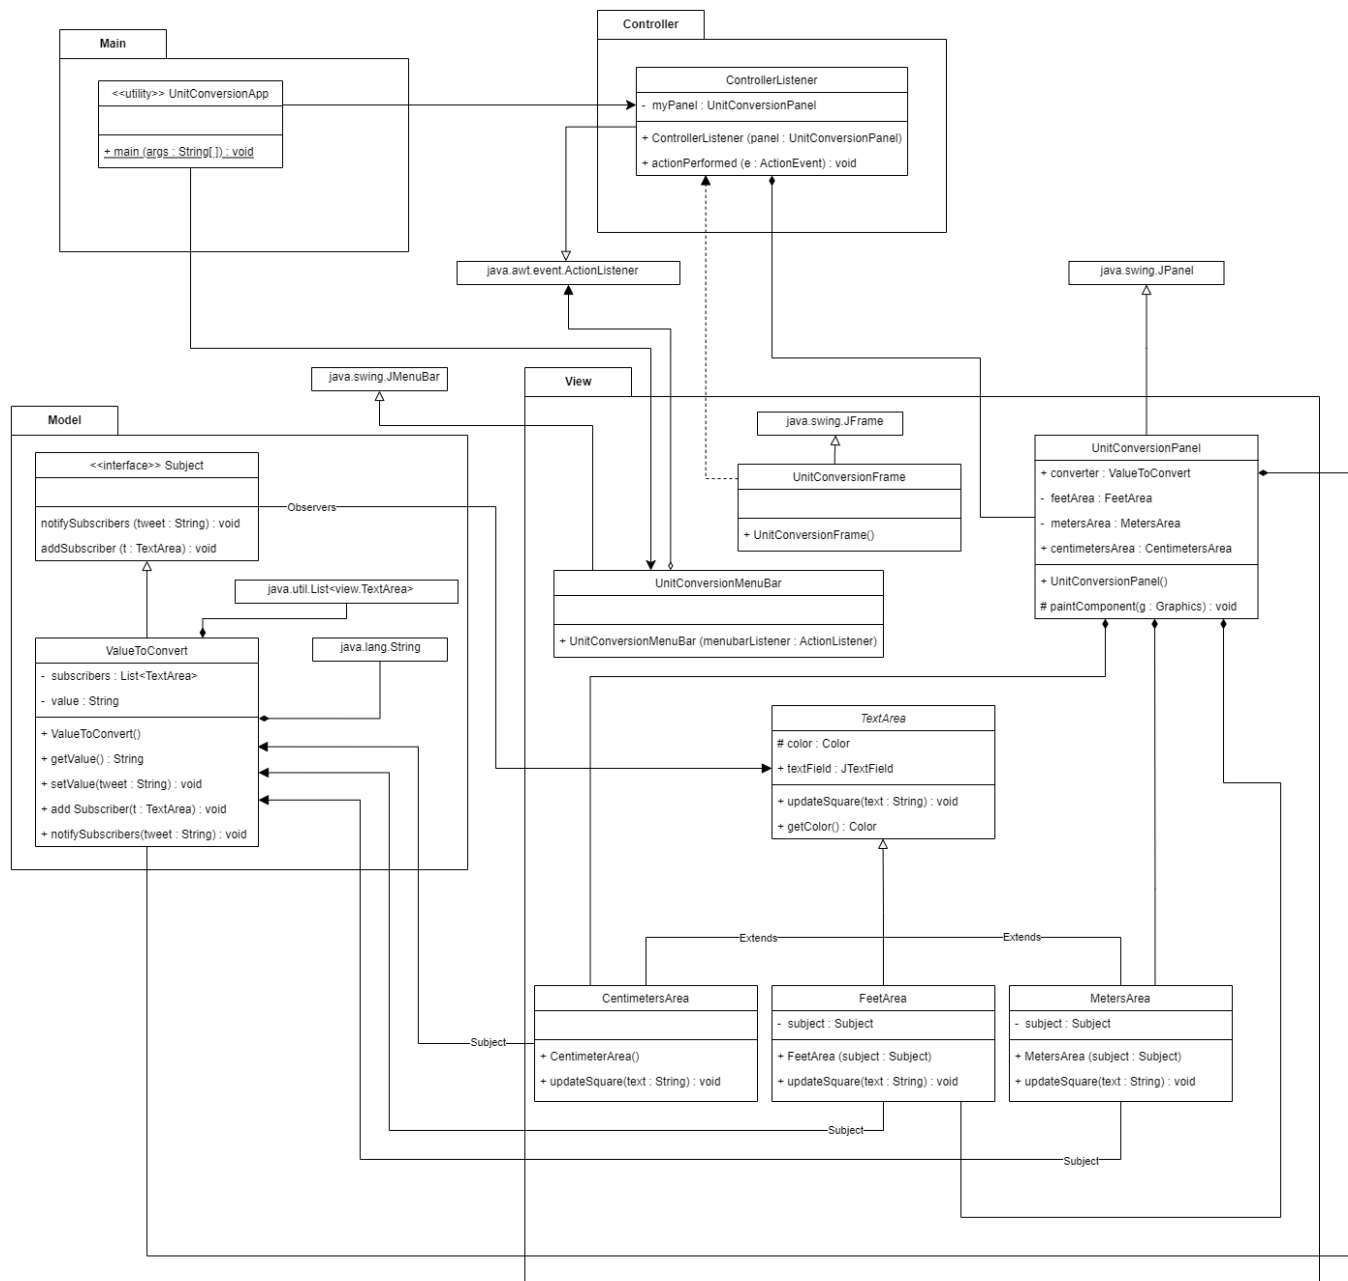 Main
<<utility>> UnitConversionApp
+ main (args : String[ ]) : void
Controller
ControllerListener
- myPanel : UnitConversionPanel
+ ControllerListener (panel : UnitConversionPanel)
+ actionPerformed (e : ActionEvent) : void
java.awt.event.ActionListener
java.swing.JPanel
java.swing.JMenuBar
View
java.swing.JFrame
UnitConversionFrame
+ UnitConversionFrame()
UnitConversionPanel
+ converter : ValueToConvert
- feetArea : FeetArea
- metersArea : MetersArea
+ centimetersArea : CentimetersArea
+ UnitConversionPanel()
# paintComponent(g : Graphics) : void
Model
<<interface>> Subject
notifySubscribers (tweet : String) : void
addSubscriber (t : TextArea) : void
Observers
java.util.List<view.TextArea>
java.lang.String
UnitConversionMenuBar
+ UnitConversionMenuBar (menubarListener : ActionListener)
ValueToConvert
- subscribers : List<TextArea>
- value : String
+ ValueToConvert()
+ getValue() : String
+ setValue(tweet : String) : void
+ add Subscriber(t : TextArea) : void
+ notifySubscribers(tweet : String) : void
TextArea
# color : Color
+ textField : JTextField
+ updateSquare(text : String) : void
+ getColor() : Color
Extends
Extends
CentimetersArea
+ CentimeterArea()
+ updateSquare(text : String) : void
FeetArea
- subject : Subject
+ FeetArea (subject : Subject)
+ updateSquare(text : String) : void
MetersArea
- subject : Subject
+ MetersArea (subject : Subject)
+ updateSquare(text : String) : void
Subject
Subject
Subject